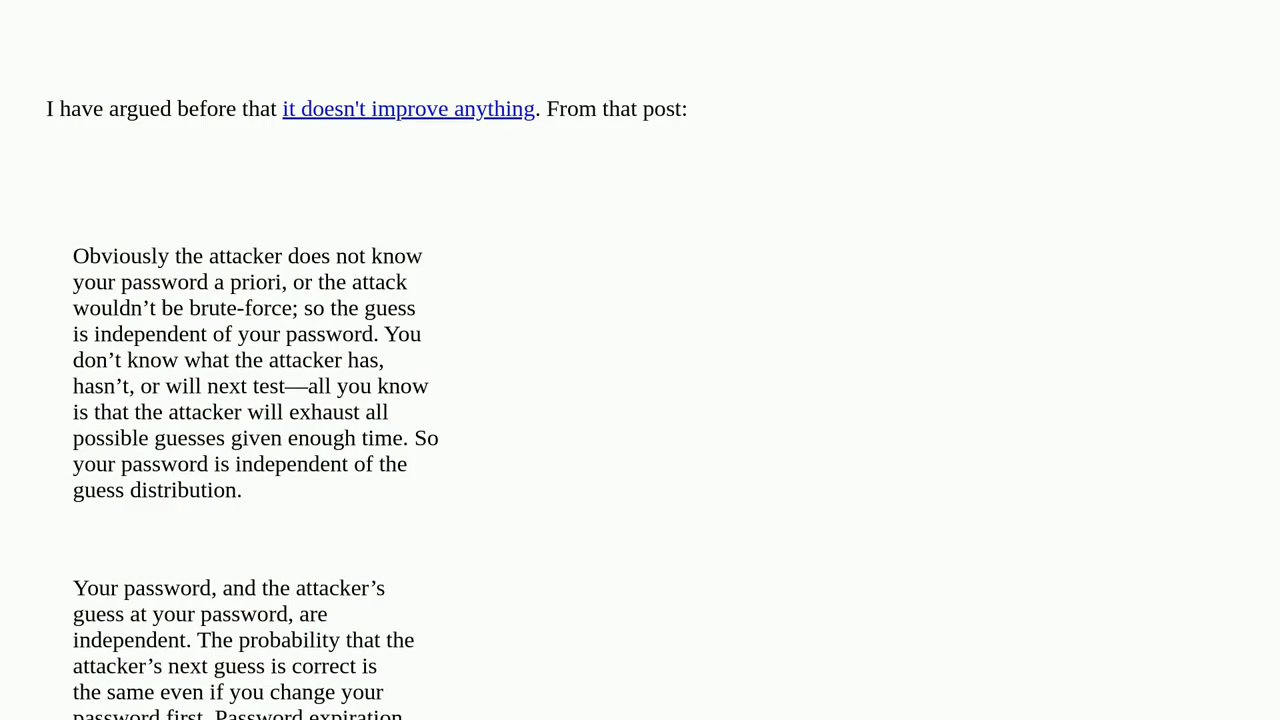 I have argued before that it doesn't improve anything. From that post:
Obviously the attacker does not know
your password a priori, or the attack
wouldn’t be brute-force; so the guess
is independent of your password. You
don’t know what the attacker has,
hasn’t, or will next test—all you know
is that the attacker will exhaust all
possible guesses given enough time. So
your password is independent of the
guess distribution.
Your password, and the attacker’s
guess at your password, are
independent. The probability that the
attacker’s next guess is correct is
the same even if you change your
password first. Password expiration